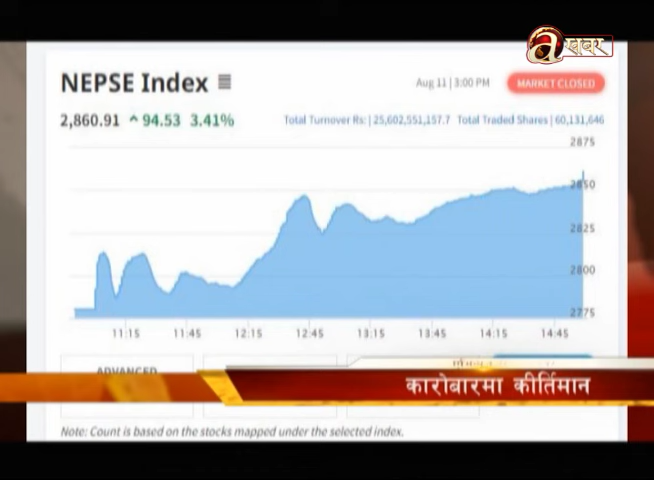 a खबर
NEPSE Index
Aug 11 | 3:00 PM
MARKET CLOSED
2,860.91 94.53 3.41%
Total Turnover Rs: | 25,602,551,157.7 Total Traded Shares | 60,131,646
2875
2850
2825
2800
2775
11:15 11:45 12:15 12:45 13:15 13:45 14:15 14:45
ADVANCED
कारोबारमा कीर्तिमान
Note: Count is based on the stocks mapped under the selected index.